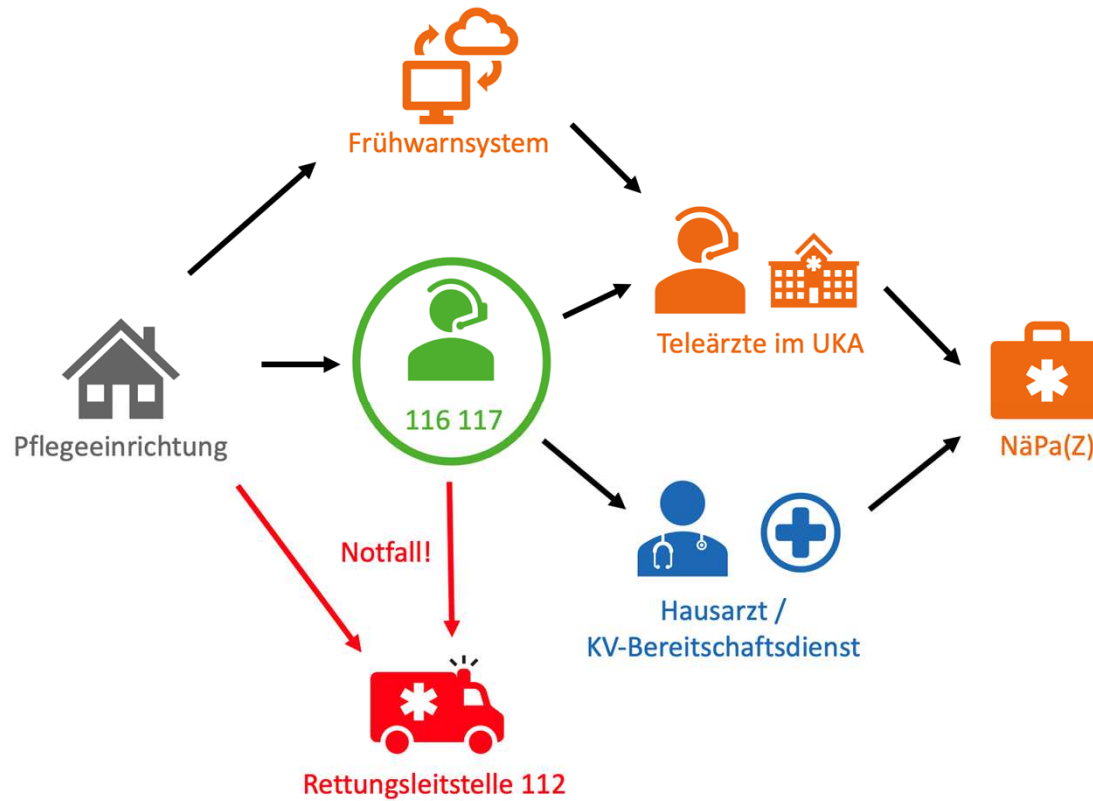 Frühwarnsystem
Teleärzte im UKA
116 117
Pflegeeinrichtung
NäPa(Z)
Notfall!
Hausarzt /
KV-Bereitschaftsdienst
Rettungsleitstelle 112